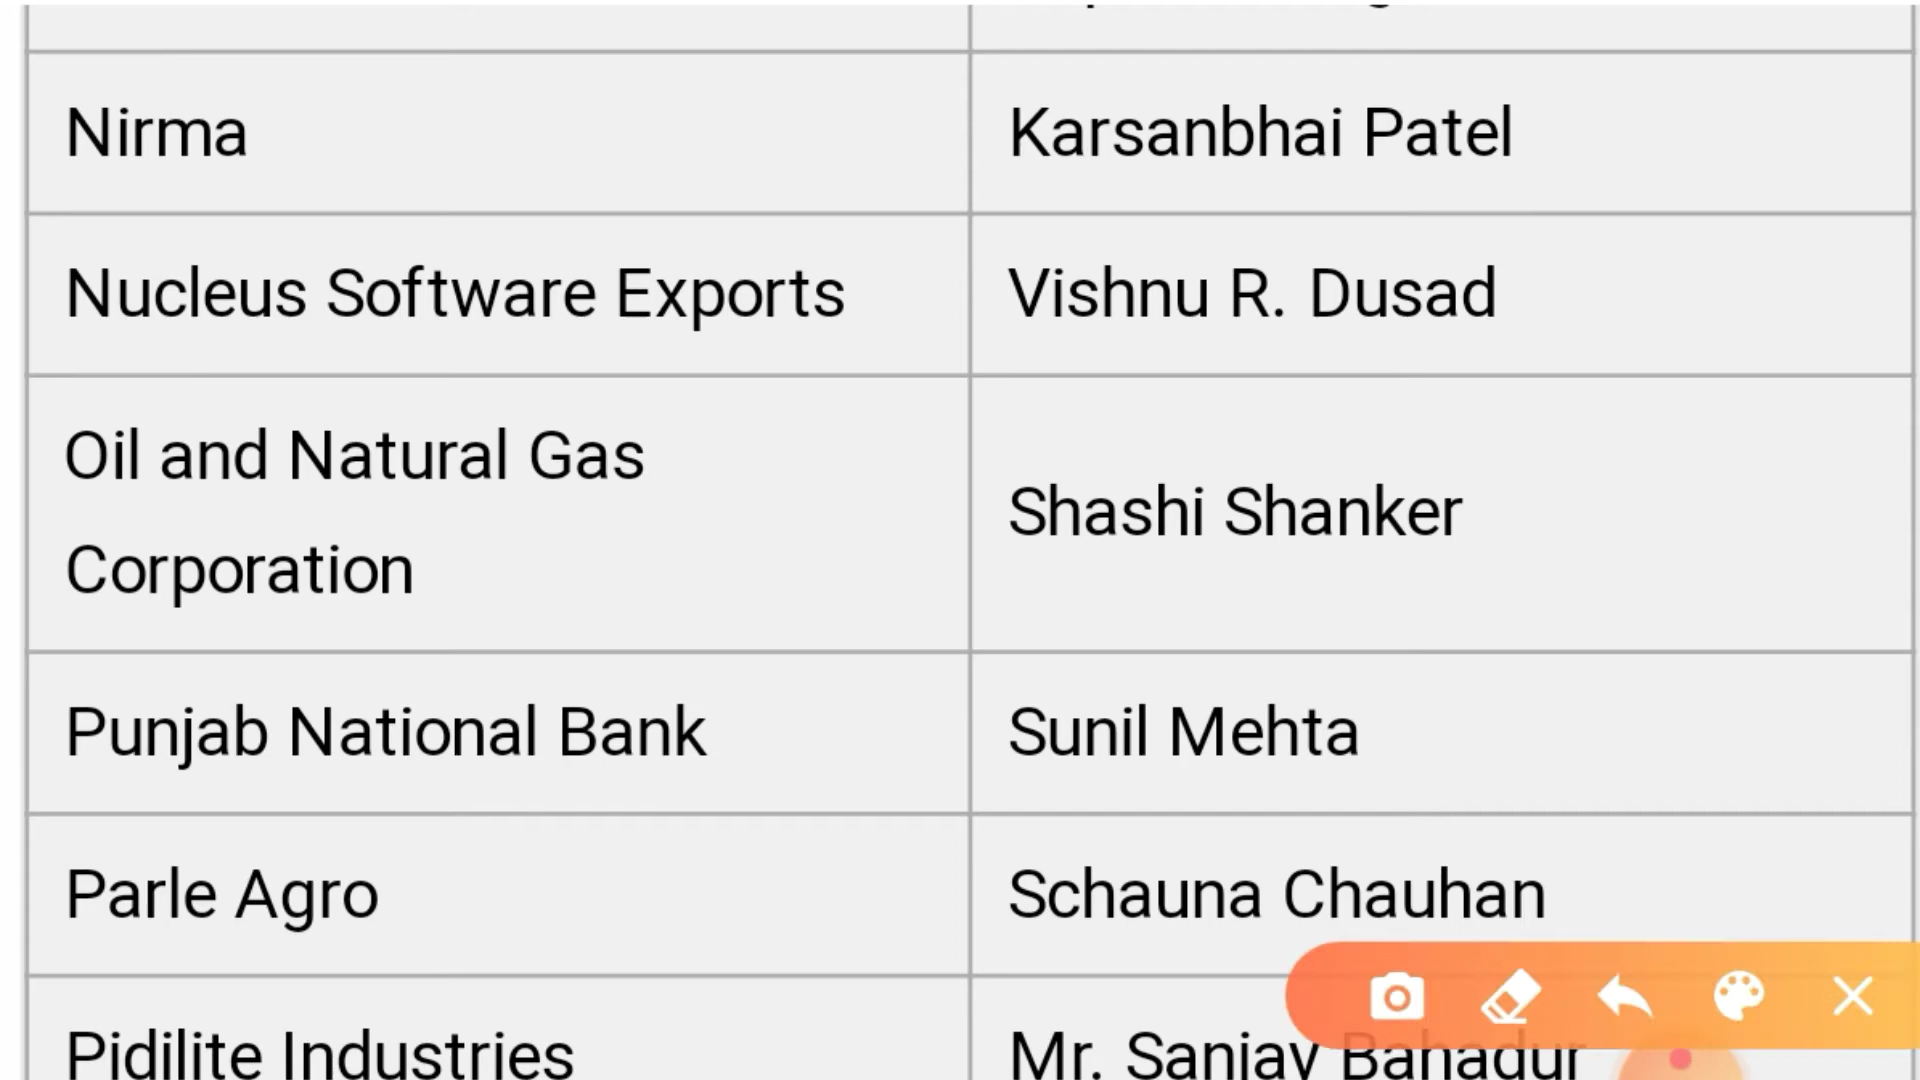 Nirma
Karsanbhai Patel
Nucleus Software Exports
Vishnu R. Dusad
Oil and Natural Gas
Corporation
Shashi Shanker
Punjab National Bank
Sunil Mehta
Parle Agro
Schauna Chauhan
Pidilite Industries
Mr. Sanjay Bahadur